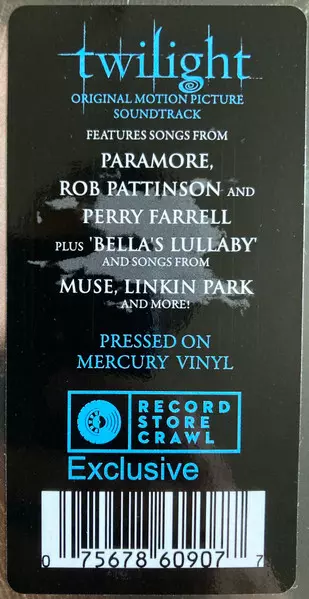 twilight
ORIGINAL MOTION PICTURE
SOUNDTRACK
FEATURES SONGS FROM
PARAMORE,
ROB PATTINSON AND
PERRY FARRELL
PLUS 'BELLA'S LULLABY'
AND SONGS FROM
MUSE, LINKIN PARK
AND MORE!
PRESSED ON
MERCURY VINYL
RECORD
STORE
CRAWL
Exclusive
0 75678 60907 7